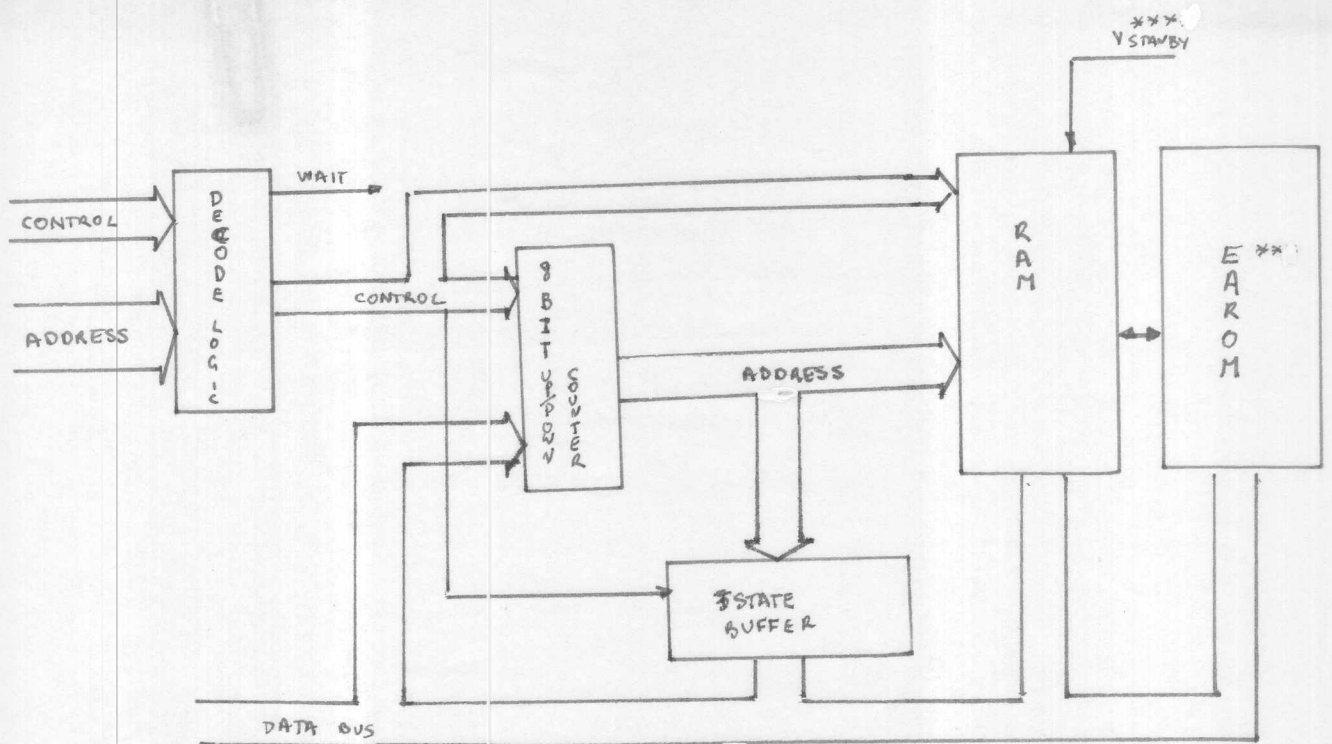 ***
V STANBY
WAIT
CONTROL
DECODE LOGIC
ADDRESS
CONTROL
8 BIT UP/DOWN
COUNTER
ADDRESS
RAM
EAROM **
STATE
BUFFER
DATA BUS